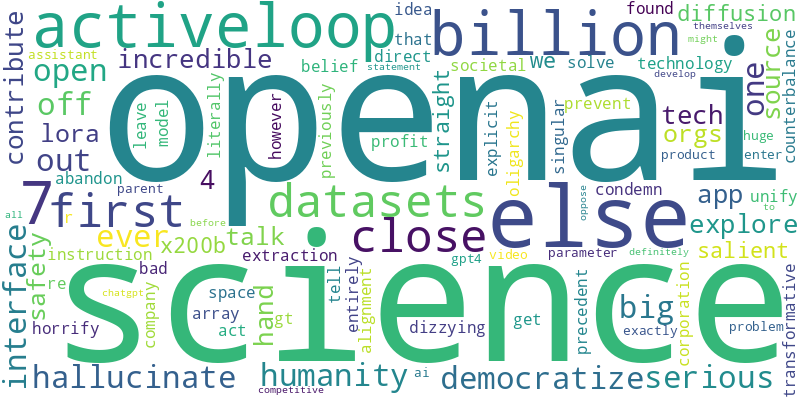 openai
science
else
billion
activeloop
first
7
datasets
close
big
humanity
democratize
serious
hallucinate
interface
open
off
out
ever
incredible
explore
app
tech
orgs
one
source
diffusion
contribute
lora
4
x200b
talk
hand
safety
straight
salient
we
idea
that
belief
direct
societal
solve
found
technology
themselves
might
develop
counterbalance
assistant
statement
leave
model
literally
however
previously
profit
explicit
oligarchy
singular
prevent
product
huge
enter
abandon
parent
condemn
unify
oppose
to
all
r
before
instruction
extraction
gpt4
video
parameter
definitely
re
bad
chatgpt
company
space
array
act
gt
tell
entirely
alignment
dizzying
get
precedent
exactly
corporation
problem
transformative
horrify
ai
competitive